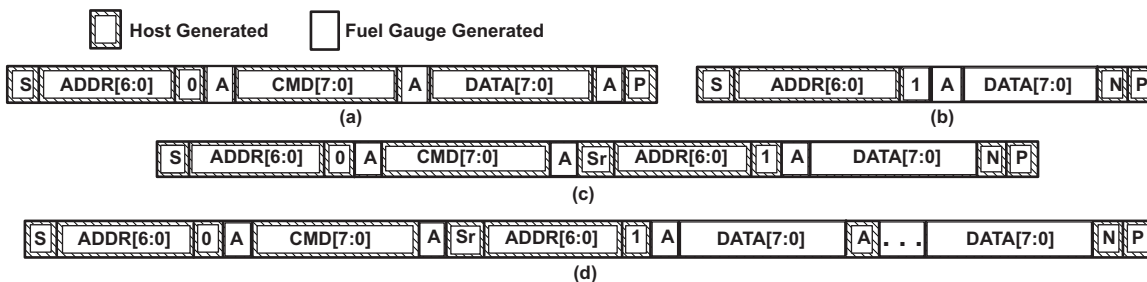 Host Generated Fuel Gauge Generated
S ADDR[6:0] 0 A CMD[7:0] A DATA[7:0] A P
(a)
S ADDR[6:0] 1 A DATA[7:0] N P
(b)
S ADDR[6:0] 0 A CMD[7:0] A Sr ADDR[6:0] 1 A DATA[7:0] N P
(c)
S ADDR[6:0] 0 A CMD[7:0] A Sr ADDR[6:0] 1 A DATA[7:0] A . . . DATA[7:0] N P
(d)